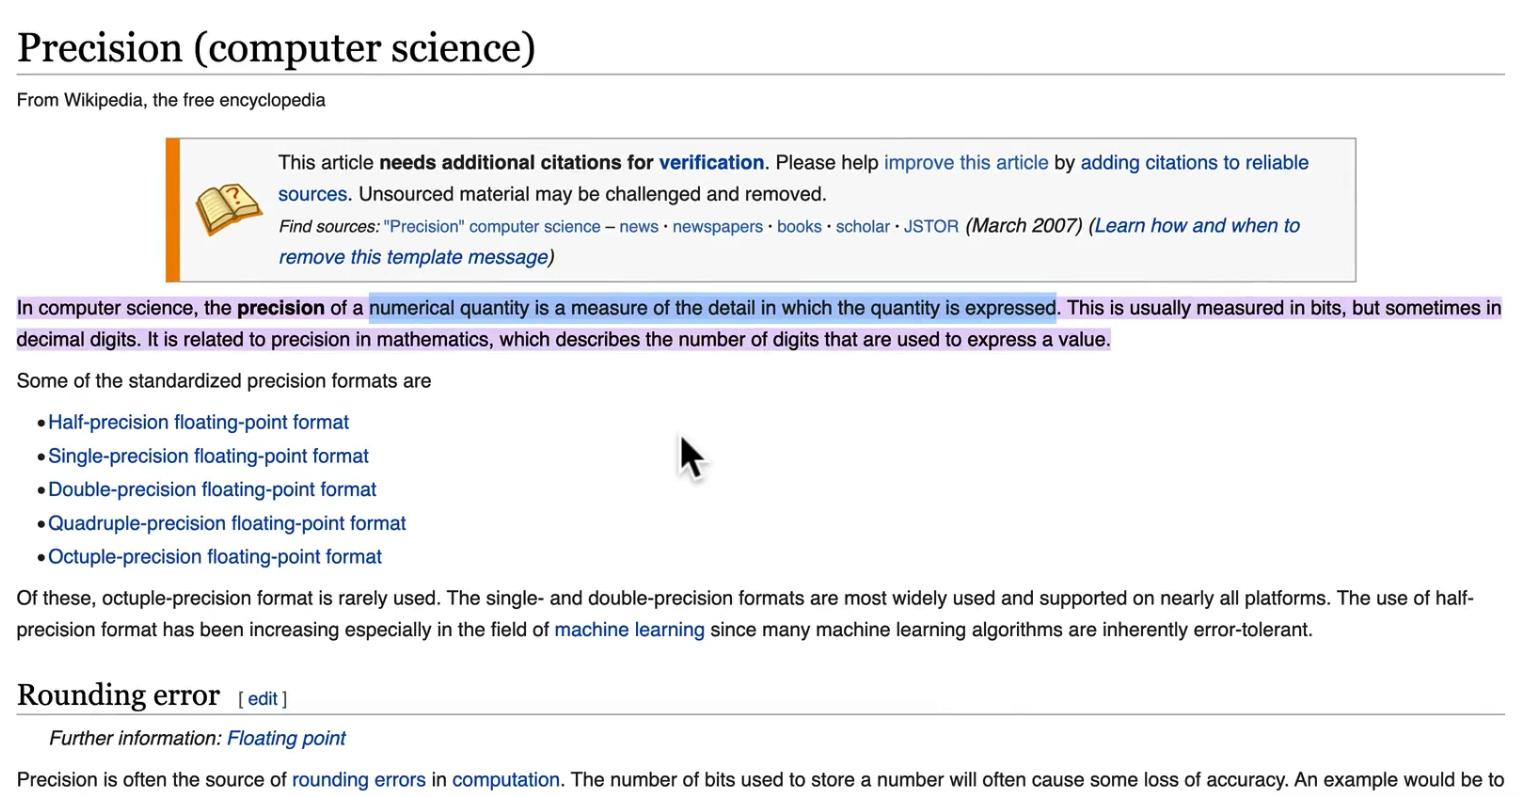 Precision (computer science)
From Wikipedia, the free encyclopedia
This article needs additional citations for verification. Please help improve this article by adding citations to reliable
sources. Unsourced material may be challenged and removed.
Find sources: "Precision" computer science – news · newspapers · books · scholar · JSTOR (March 2007) (Learn how and when to
remove this template message)
In computer science, the precision of a numerical quantity is a measure of the detail in which the quantity is expressed. This is usually measured in bits, but sometimes in
decimal digits. It is related to precision in mathematics, which describes the number of digits that are used to express a value.
Some of the standardized precision formats are
• Half-precision floating-point format
• Single-precision floating-point format
• Double-precision floating-point format
• Quadruple-precision floating-point format
• Octuple-precision floating-point format
Of these, octuple-precision format is rarely used. The single- and double-precision formats are most widely used and supported on nearly all platforms. The use of half-
precision format has been increasing especially in the field of machine learning since many machine learning algorithms are inherently error-tolerant.
Rounding error [ edit ]
Further information: Floating point
Precision is often the source of rounding errors in computation. The number of bits used to store a number will often cause some loss of accuracy. An example would be to